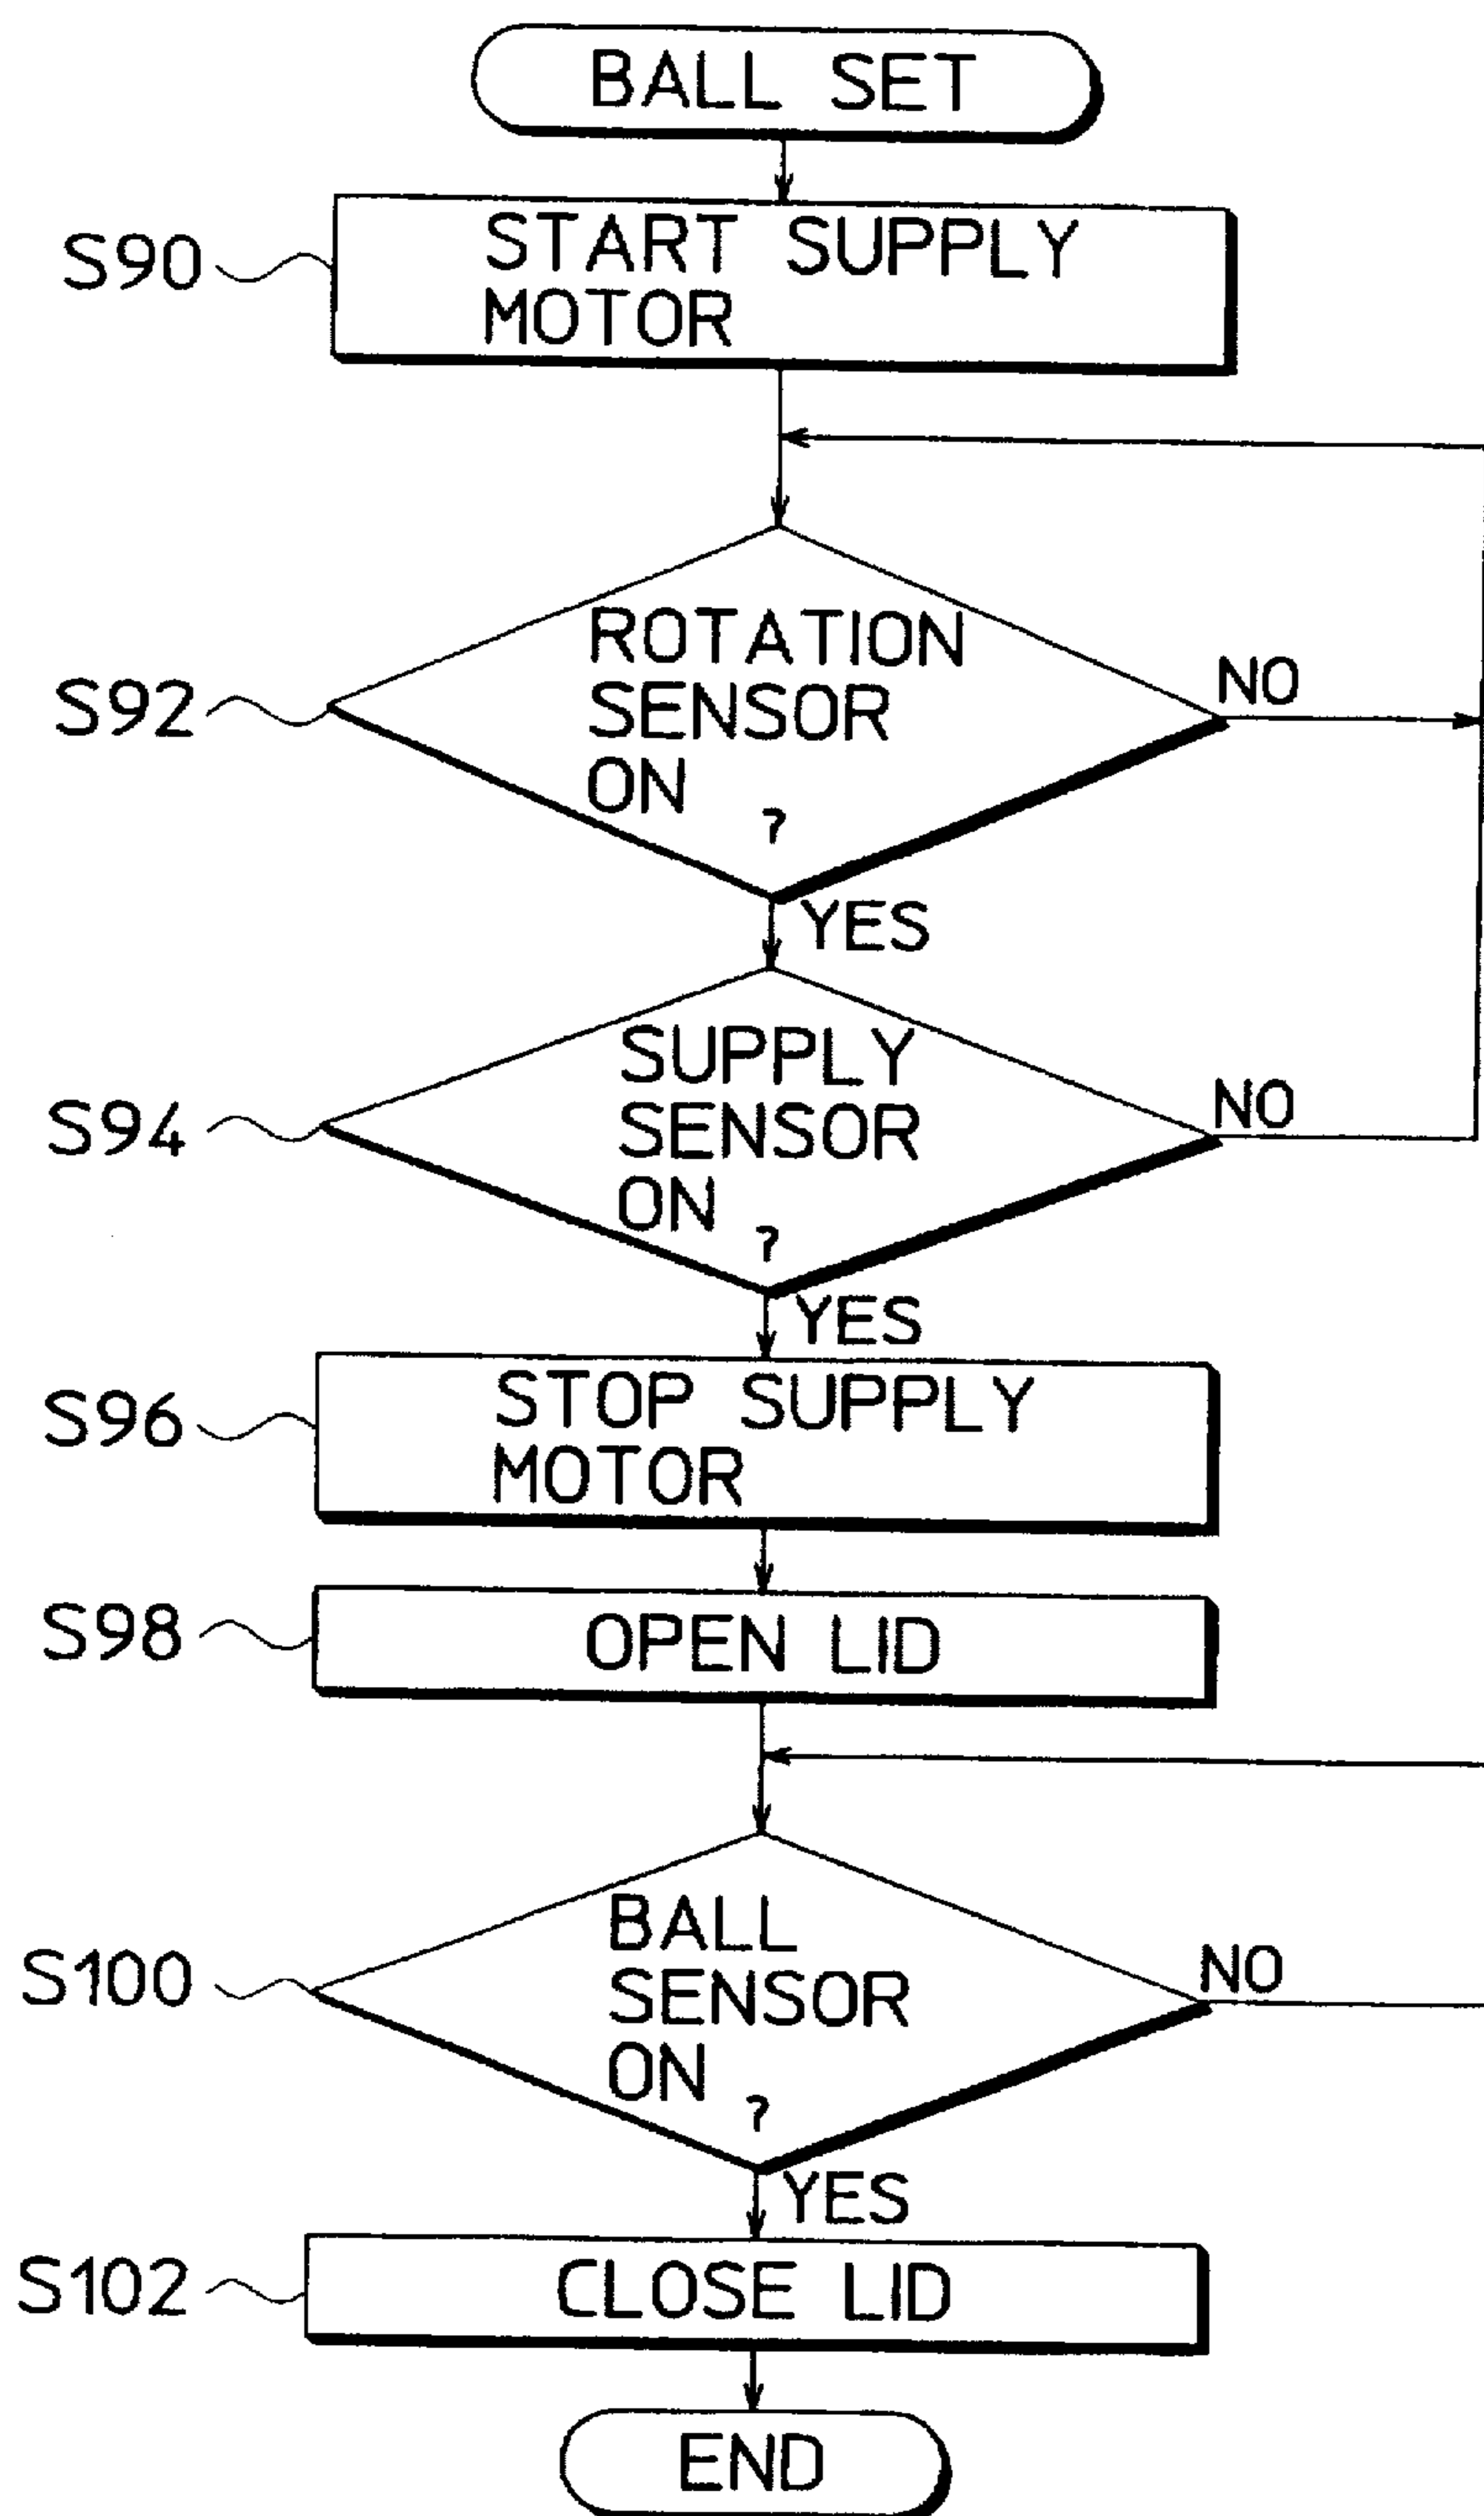 BALL SET
S90
START SUPPLY
MOTOR
S92
ROTATION
SENSOR
ON
?
NO
YES
S94
SUPPLY
SENSOR
ON
?
NO
YES
S96
STOP SUPPLY
MOTOR
S98
OPEN LID
S100
BALL
SENSOR
ON
?
NO
YES
S102
CLOSE LID
END